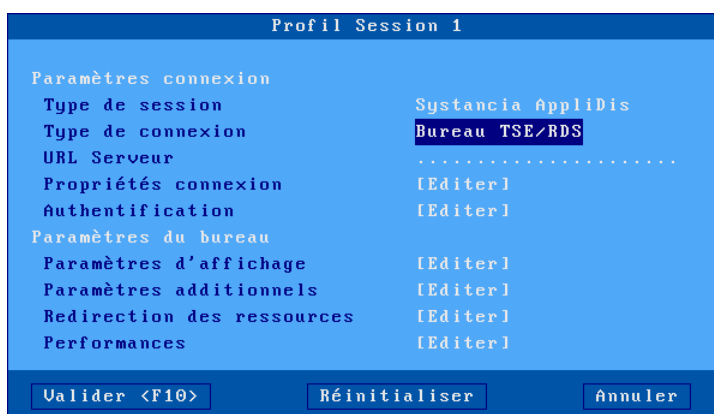 Profil Session 1
Paramètres connexion
Type de session Systancia AppliDis
Type de connexion Bureau TSE/RDS
URL Serveur ......................
Propriétés connexion [Editer]
Authentification [Editer]
Paramètres du bureau
Paramètres d'affichage [Editer]
Paramètres additionnels [Editer]
Redirection des ressources [Editer]
Performances [Editer]
Valider <F10> Réinitialiser Annuler